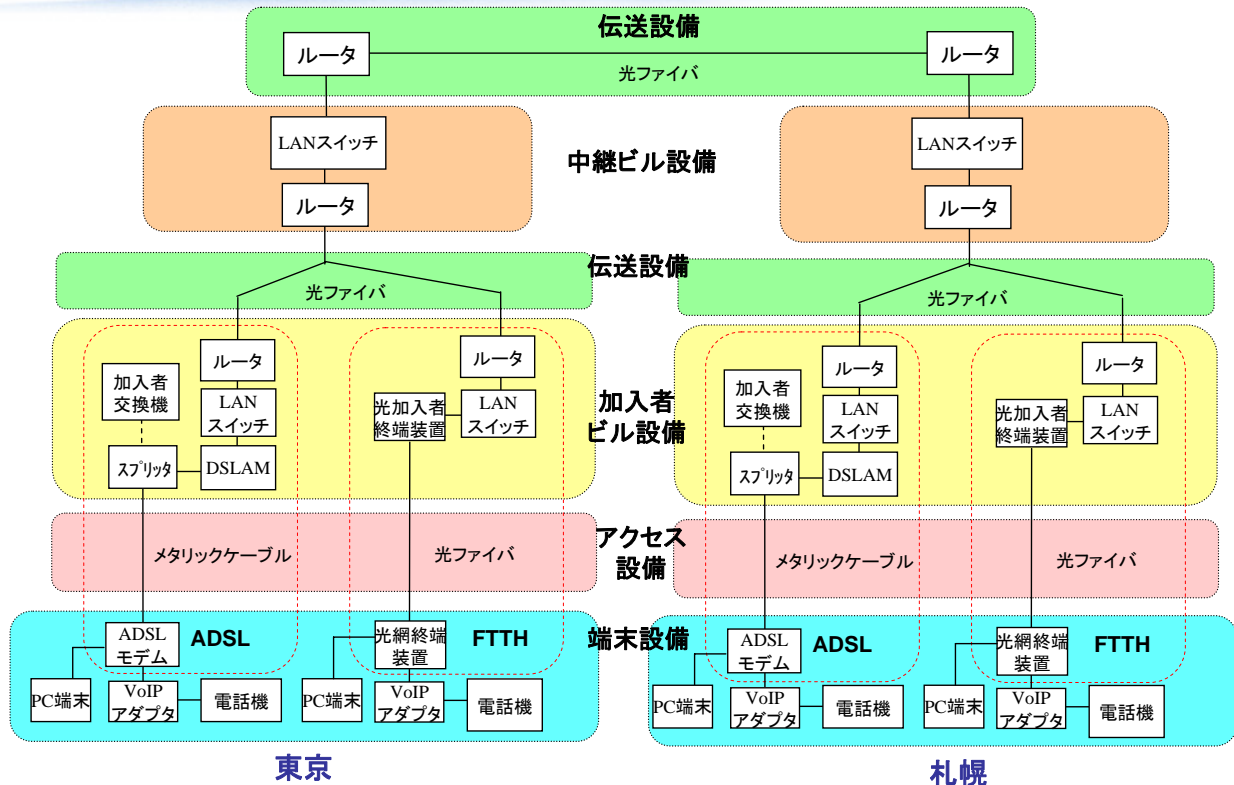 伝送設備
ルータ
ルータ
光ファイバ
LANスイッチ
LANスイッチ
中継ビル設備
ルータ
ルータ
伝送設備
光ファイバ
光ファイバ
ルータ
ルータ
加入者
交換機
LAN
スイッチ
光加入者
終端装置
LAN
スイッチ
スプリッタ
DSLAM
加入者
ビル設備
ルータ
ルータ
加入者
交換機
LAN
スイッチ
光加入者
終端装置
LAN
スイッチ
スプリッタ
DSLAM
アクセス
設備
メタリックケーブル
光ファイバ
メタリックケーブル
光ファイバ
端末設備
ADSL
モデム
ADSL
光網終端
装置
FTTH
PC端末
VoIP
アダプタ
電話機
PC端末
VoIP
アダプタ
電話機
ADSL
モデム
ADSL
光網終端
装置
FTTH
PC端末
VoIP
アダプタ
電話機
PC端末
VoIP
アダプタ
電話機
東京
札幌